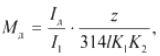 Mд = Iд/I1 · z/314lK1K2,